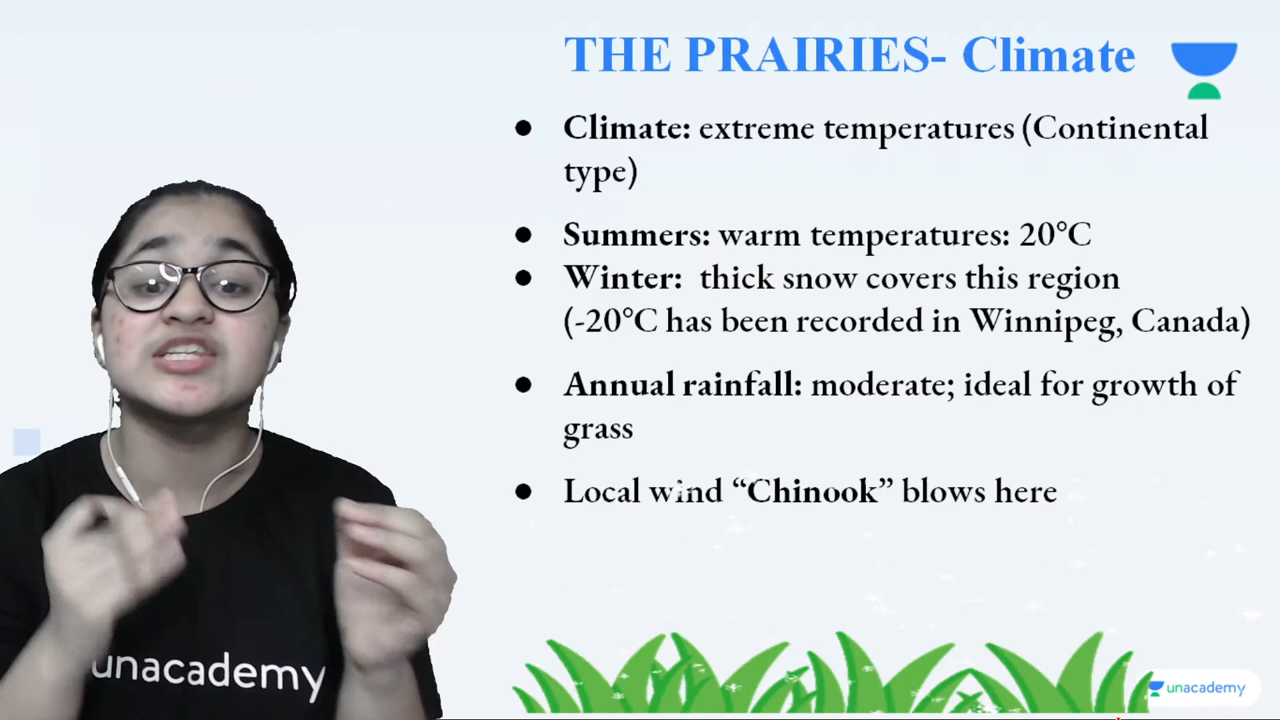 THE PRAIRIES- Climate
● Climate: extreme temperatures (Continental
type)
● Summers: warm temperatures: 20°C
● Winter: thick snow covers this region
(-20°C has been recorded in Winnipeg, Canada)
● Annual rainfall: moderate; ideal for growth of
grass
● Local wind “Chinook” blows here
unacademy
unacademy